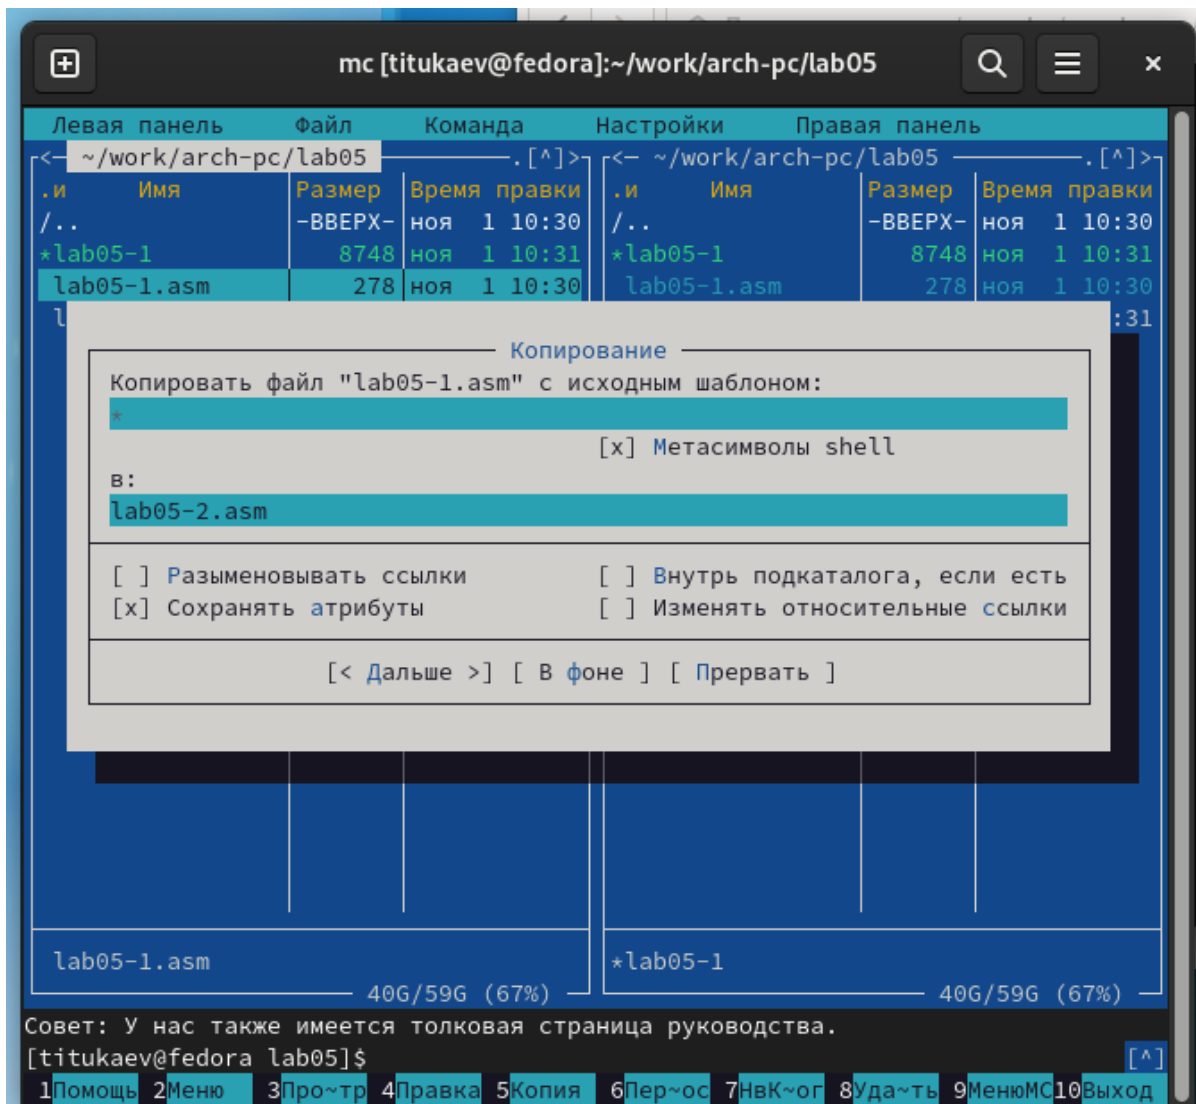 mc [titukaev@fedora]:~/work/arch-pc/lab05
Левая панель Файл Команда Настройки Правая панель
<— ~/work/arch-pc/lab05 .[^]> <— ~/work/arch-pc/lab05 .[^]>
.и Имя Размер Время правки .и Имя Размер Время правки
/.. -ВВЕРХ- ноя 1 10:30 /.. -ВВЕРХ- ноя 1 10:30
*lab05-1 8748 ноя 1 10:31 *lab05-1 8748 ноя 1 10:31
lab05-1.asm 278 ноя 1 10:30 lab05-1.asm 278 ноя 1 10:30
l :31
Копирование
Копировать файл "lab05-1.asm" с исходным шаблоном:
*
[x] Метасимволы shell
в:
lab05-2.asm
[ ] Разыменовывать ссылки [ ] Внутрь подкаталога, если есть
[x] Сохранять атрибуты [ ] Изменять относительные ссылки
[< Дальше >] [ В фоне ] [ Прервать ]
lab05-1.asm *lab05-1
40G/59G (67%) 40G/59G (67%)
Совет: У нас также имеется толковая страница руководства.
[titukaev@fedora lab05]$ [^]
1Помощь 2Меню 3Про~тр 4Правка 5Копия 6Пер~ос 7НвК~ог 8Уда~ть 9МенюМС 10Выход